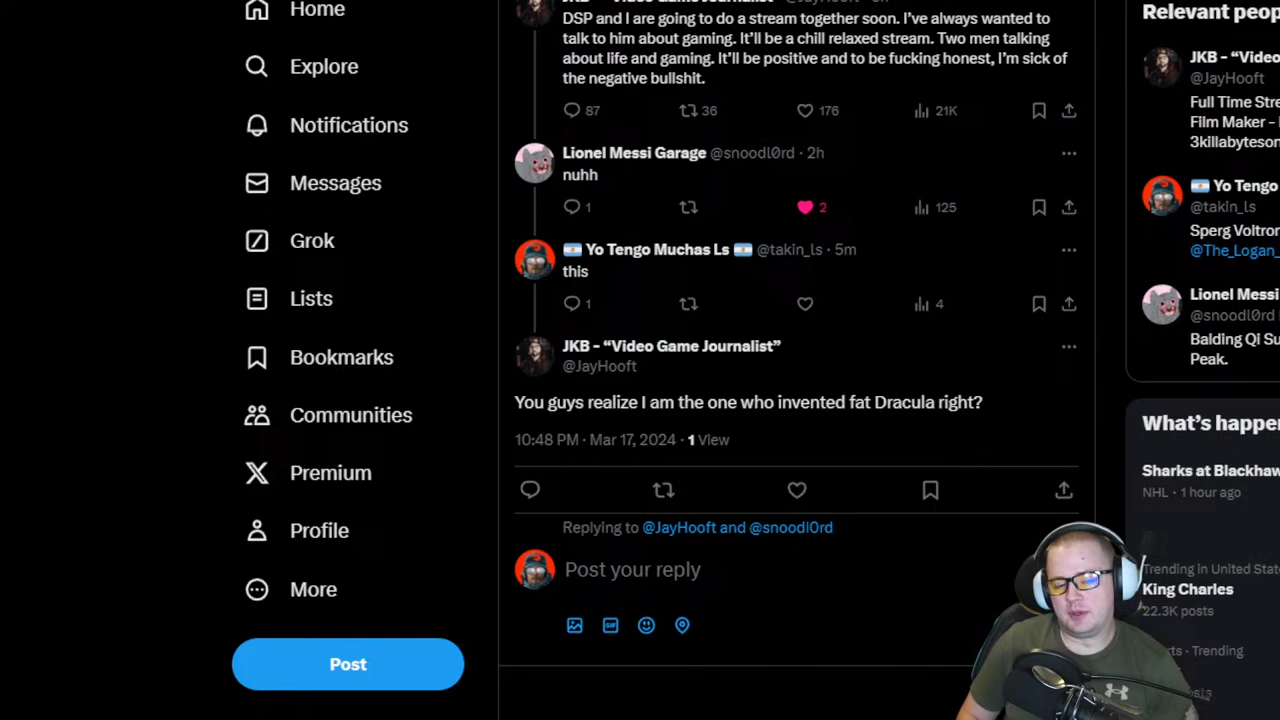 Home
Explore
Notifications
Messages
Grok
Lists
Bookmarks
Communities
Premium
Profile
More
Post
DSP and I are going to do a stream together soon. I've always wanted to
talk to him about gaming. It'll be a chill relaxed stream. Two men talking
about life and gaming. It'll be positive and to be fucking honest, I'm sick of
the negative bullshit.
87 36 176 21K
Lionel Messi Garage @snoodl0rd · 2h
nuhh
1 2 125
Yo Tengo Muchas Ls @takin_ls · 5m
this
1 4
JKB - “Video Game Journalist”
@JayHooft
You guys realize I am the one who invented fat Dracula right?
10:48 PM · Mar 17, 2024 · 1 View
Replying to @JayHooft and @snoodl0rd
Post your reply
GIF
Relevant peop
JKB - “Video
@JayHooft
Full Time Stre
Film Maker -
3killabyteson
Yo Tengo
@takin_ls
Sperg Voltron
@The_Logan_
Lionel Messi
@snoodl0rd
Balding Qi Su
Peak.
What's happe
Sharks at Blackhaw
NHL · 1 hour ago
Trending in United State
King Charles
22.3K posts
· Trending